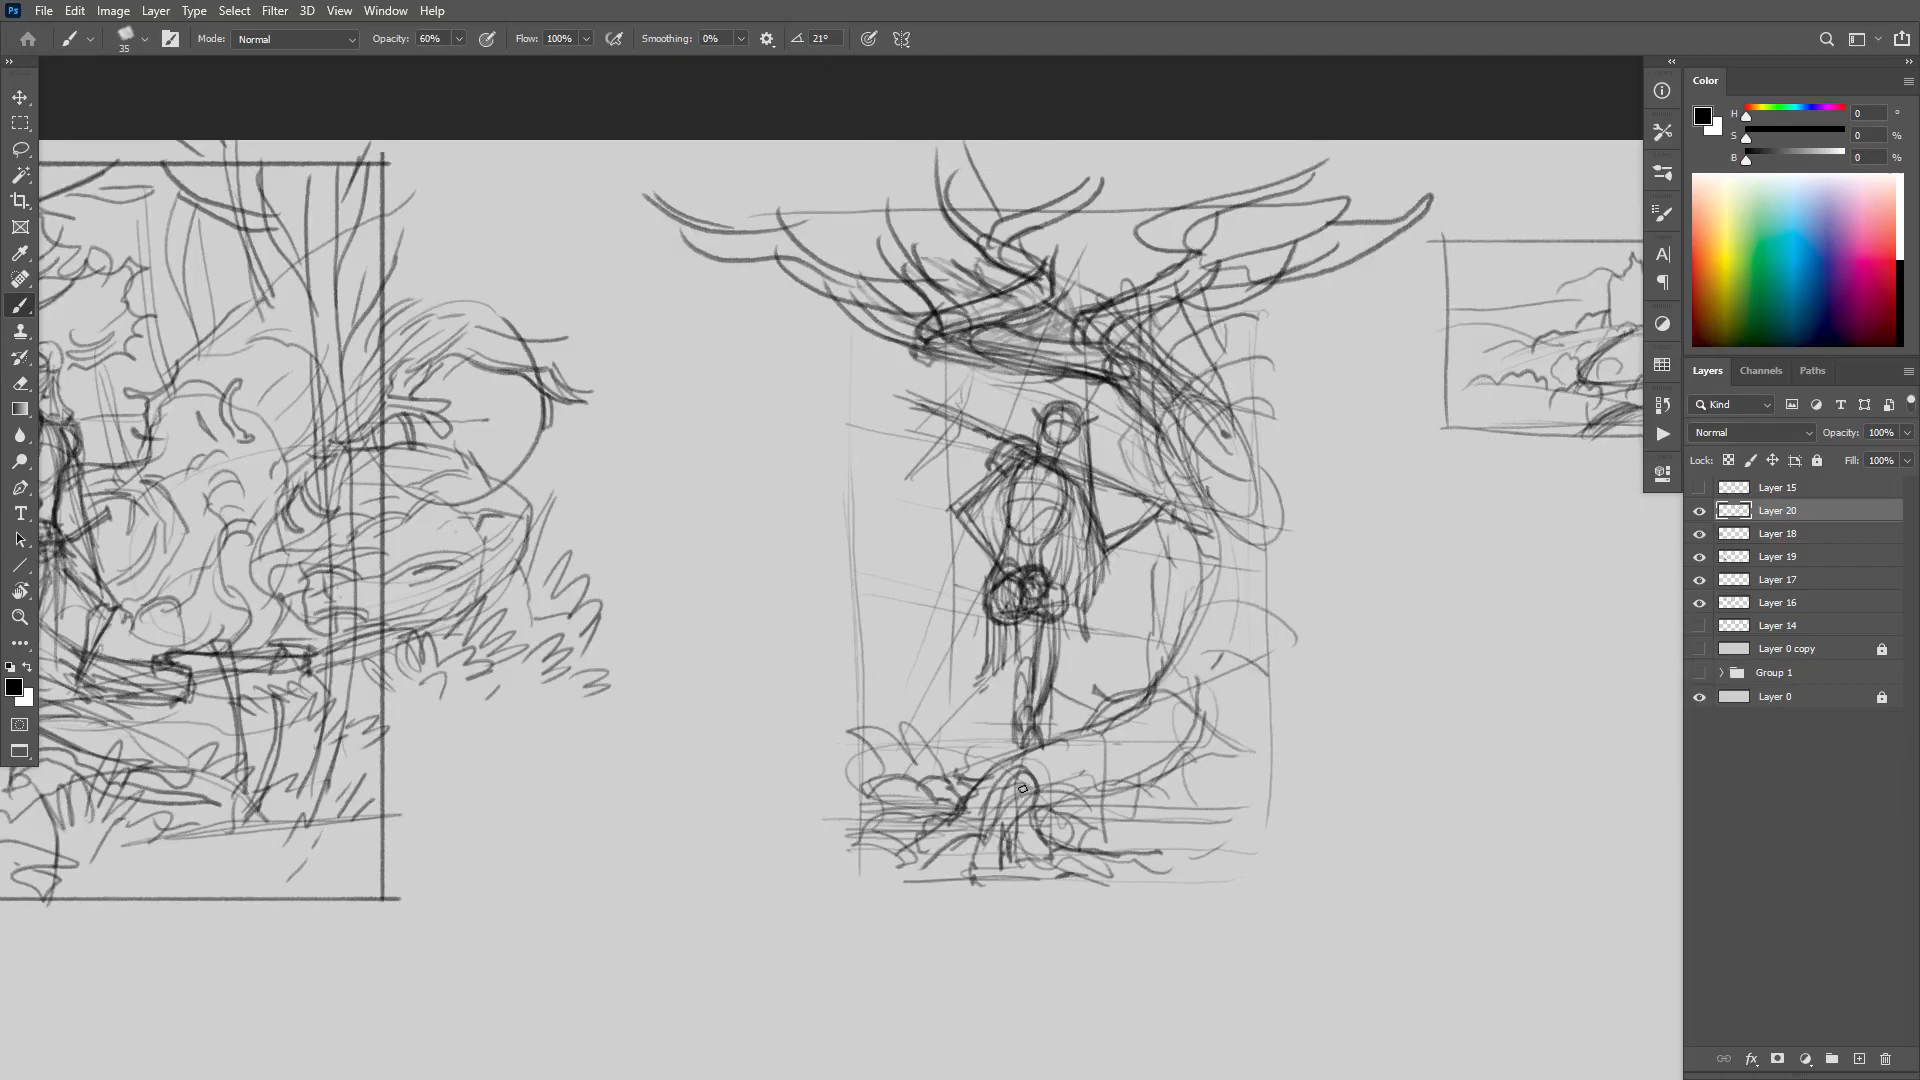 Ps File Edit Image Layer Type Select Filter 3D View Window Help
35 Mode: Normal Opacity: 60% Flow: 100% Smoothing: 0% 21°
Color
H 0 °
S 0 %
B 0 %
Layers Channels Paths
Kind
Normal Opacity: 100%
Lock: Fill: 100%
Layer 15
Layer 20
Layer 18
Layer 19
Layer 17
Layer 16
Layer 14
Layer 0 copy
Group 1
Layer 0